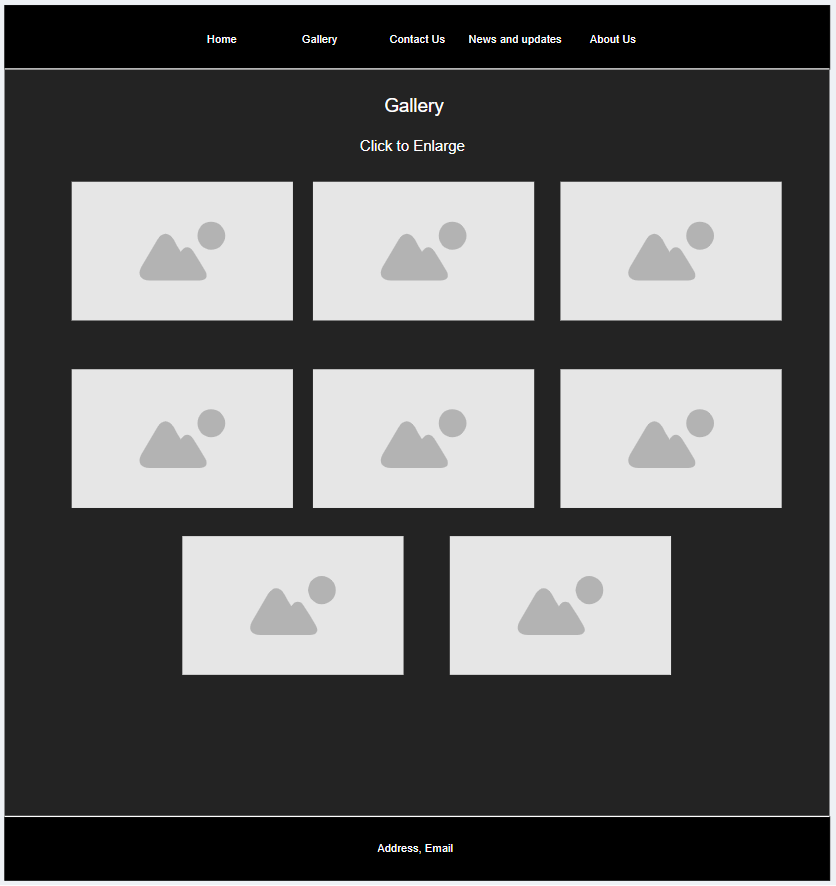 Home Gallery Contact Us News and updates About Us
Gallery
Click to Enlarge
Address, Email